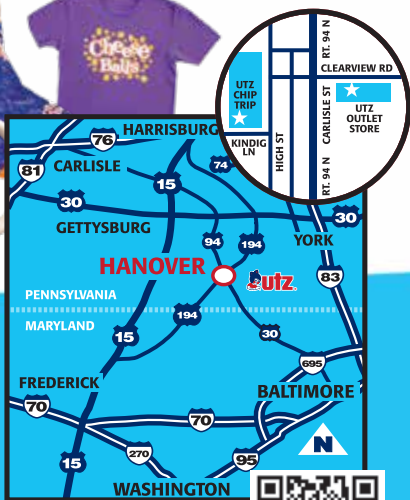 Cheese
Balls
RT. 94 N
CLEARVIEW RD
UTZ
CHIP
TRIP
CARLISLE ST
UTZ
OUTLET
STORE
KINDIG
LN
HIGH ST
RT. 94 N
HARRISBURG
76
81
CARLISLE
74
15
30
30
GETTYSBURG
94
194
YORK
HANOVER
utz.
83
PENNSYLVANIA
MARYLAND
194
15
30
695
FREDERICK
BALTIMORE
70
70
N
270
95
15
WASHINGTON